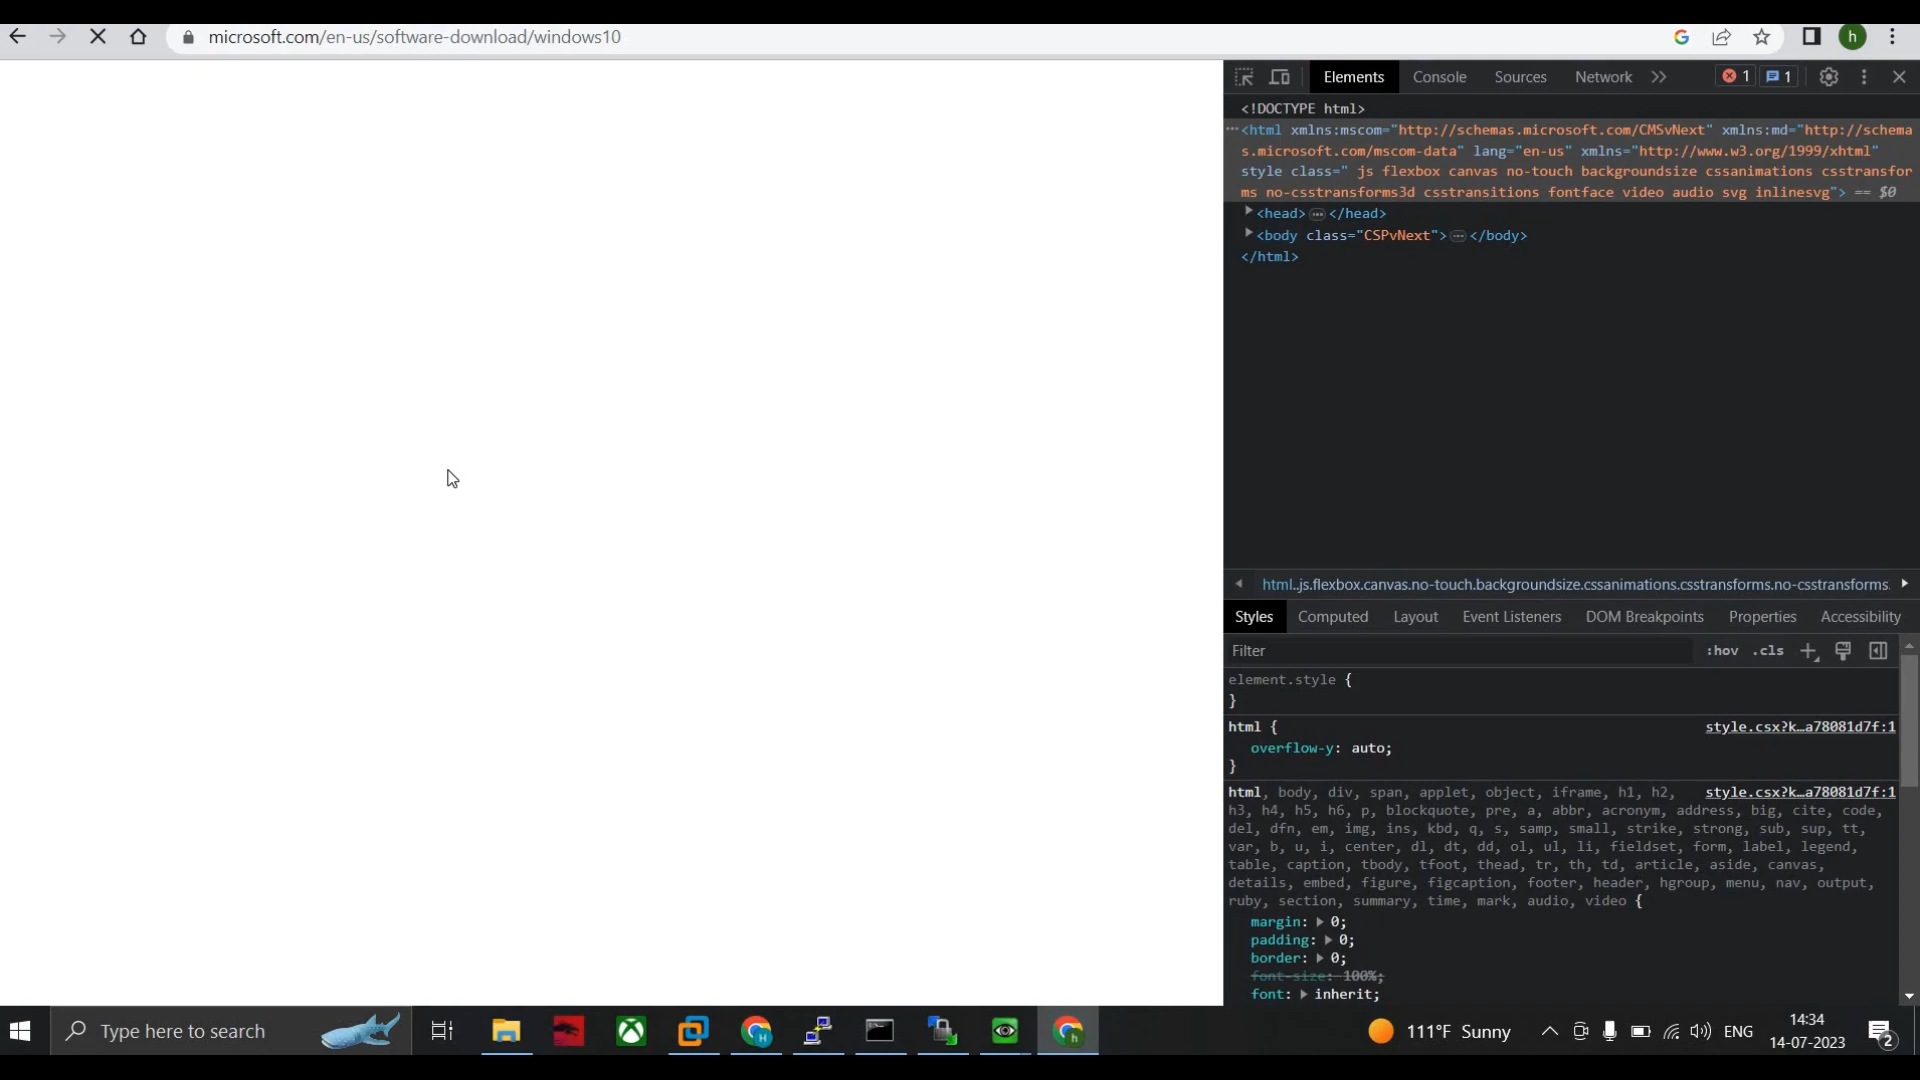 microsoft.com/en-us/software-download/windows10
h
Elements Console Sources Network 1 1
<!DOCTYPE html>
<html xmlns:mscom="http://schemas.microsoft.com/CMSvNext" xmlns:md="http://schema
s.microsoft.com/mscom-data" lang="en-us" xmlns="http://www.w3.org/1999/xhtml"
style class=" js flexbox canvas no-touch backgroundsize cssanimations csstransfor
ms no-csstransforms3d csstransitions fontface video audio svg inlinesvg"> == $0
<head>…</head>
<body class="CSPvNext">…</body>
</html>
html.js.flexbox.canvas.no-touch.backgroundsize.cssanimations.csstransforms.no-csstransforms.
Styles Computed Layout Event Listeners DOM Breakpoints Properties Accessibility
Filter :hov .cls
element.style {
}
html { style.csx?k…a78081d7f:1
overflow-y: auto;
}
html, body, div, span, applet, object, iframe, h1, h2, style.csx?k…a78081d7f:1
h3, h4, h5, h6, p, blockquote, pre, a, abbr, acronym, address, big, cite, code,
del, dfn, em, img, ins, kbd, q, s, samp, small, strike, strong, sub, sup, tt,
var, b, u, i, center, dl, dt, dd, ol, ul, li, fieldset, form, label, legend,
table, caption, tbody, tfoot, thead, tr, th, td, article, aside, canvas,
details, embed, figure, figcaption, footer, header, hgroup, menu, nav, output,
ruby, section, summary, time, mark, audio, video {
margin: 0;
padding: 0;
border: 0;
font-size: 100%;
font: inherit;
Type here to search H h 111°F Sunny ENG 14:34
14-07-2023 2